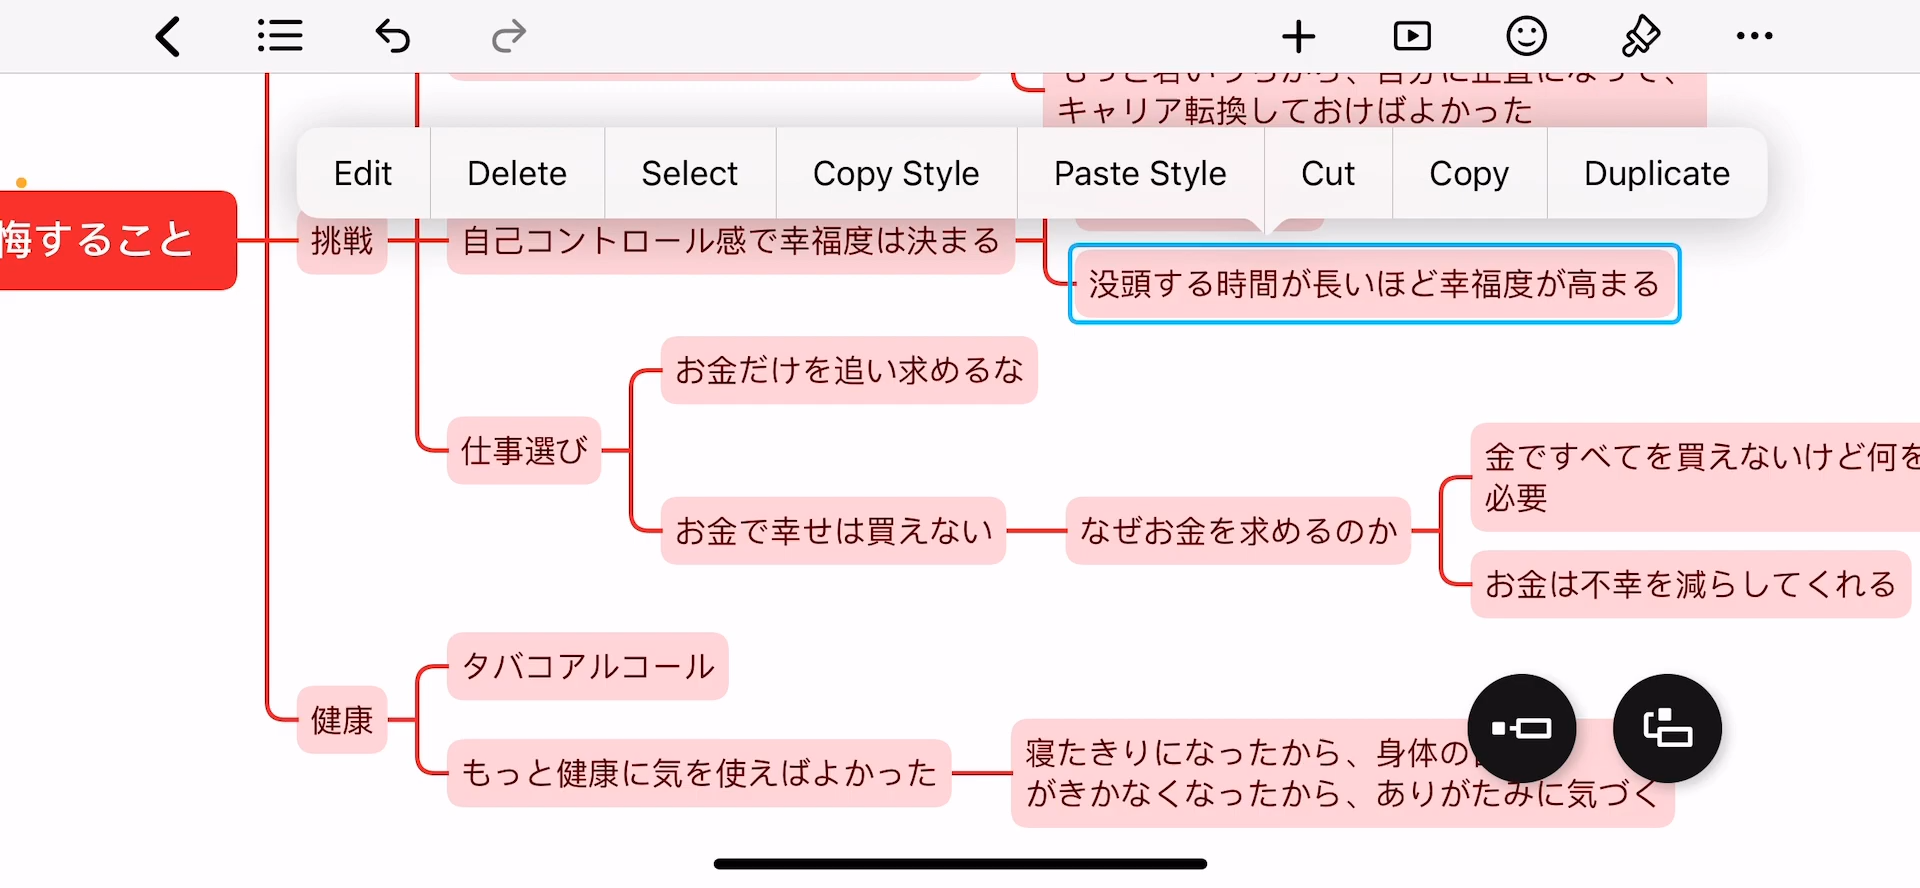 キャリア転換しておけばよかった
Edit
Delete
Select
Copy Style
Paste Style
Cut
Copy
Duplicate
悔すること
挑戦
自己コントロール感で幸福度は決まる
没頭する時間が長いほど幸福度が高まる
お金だけを追い求めるな
仕事選び
お金で幸せは買えない
なぜお金を求めるのか
金ですべてを買えないけど何を
必要
お金は不幸を減らしてくれる
タバコアルコール
健康
もっと健康に気を使えばよかった
寝たきりになったから、身体の
がきかなくなったから、ありがたみに気づく